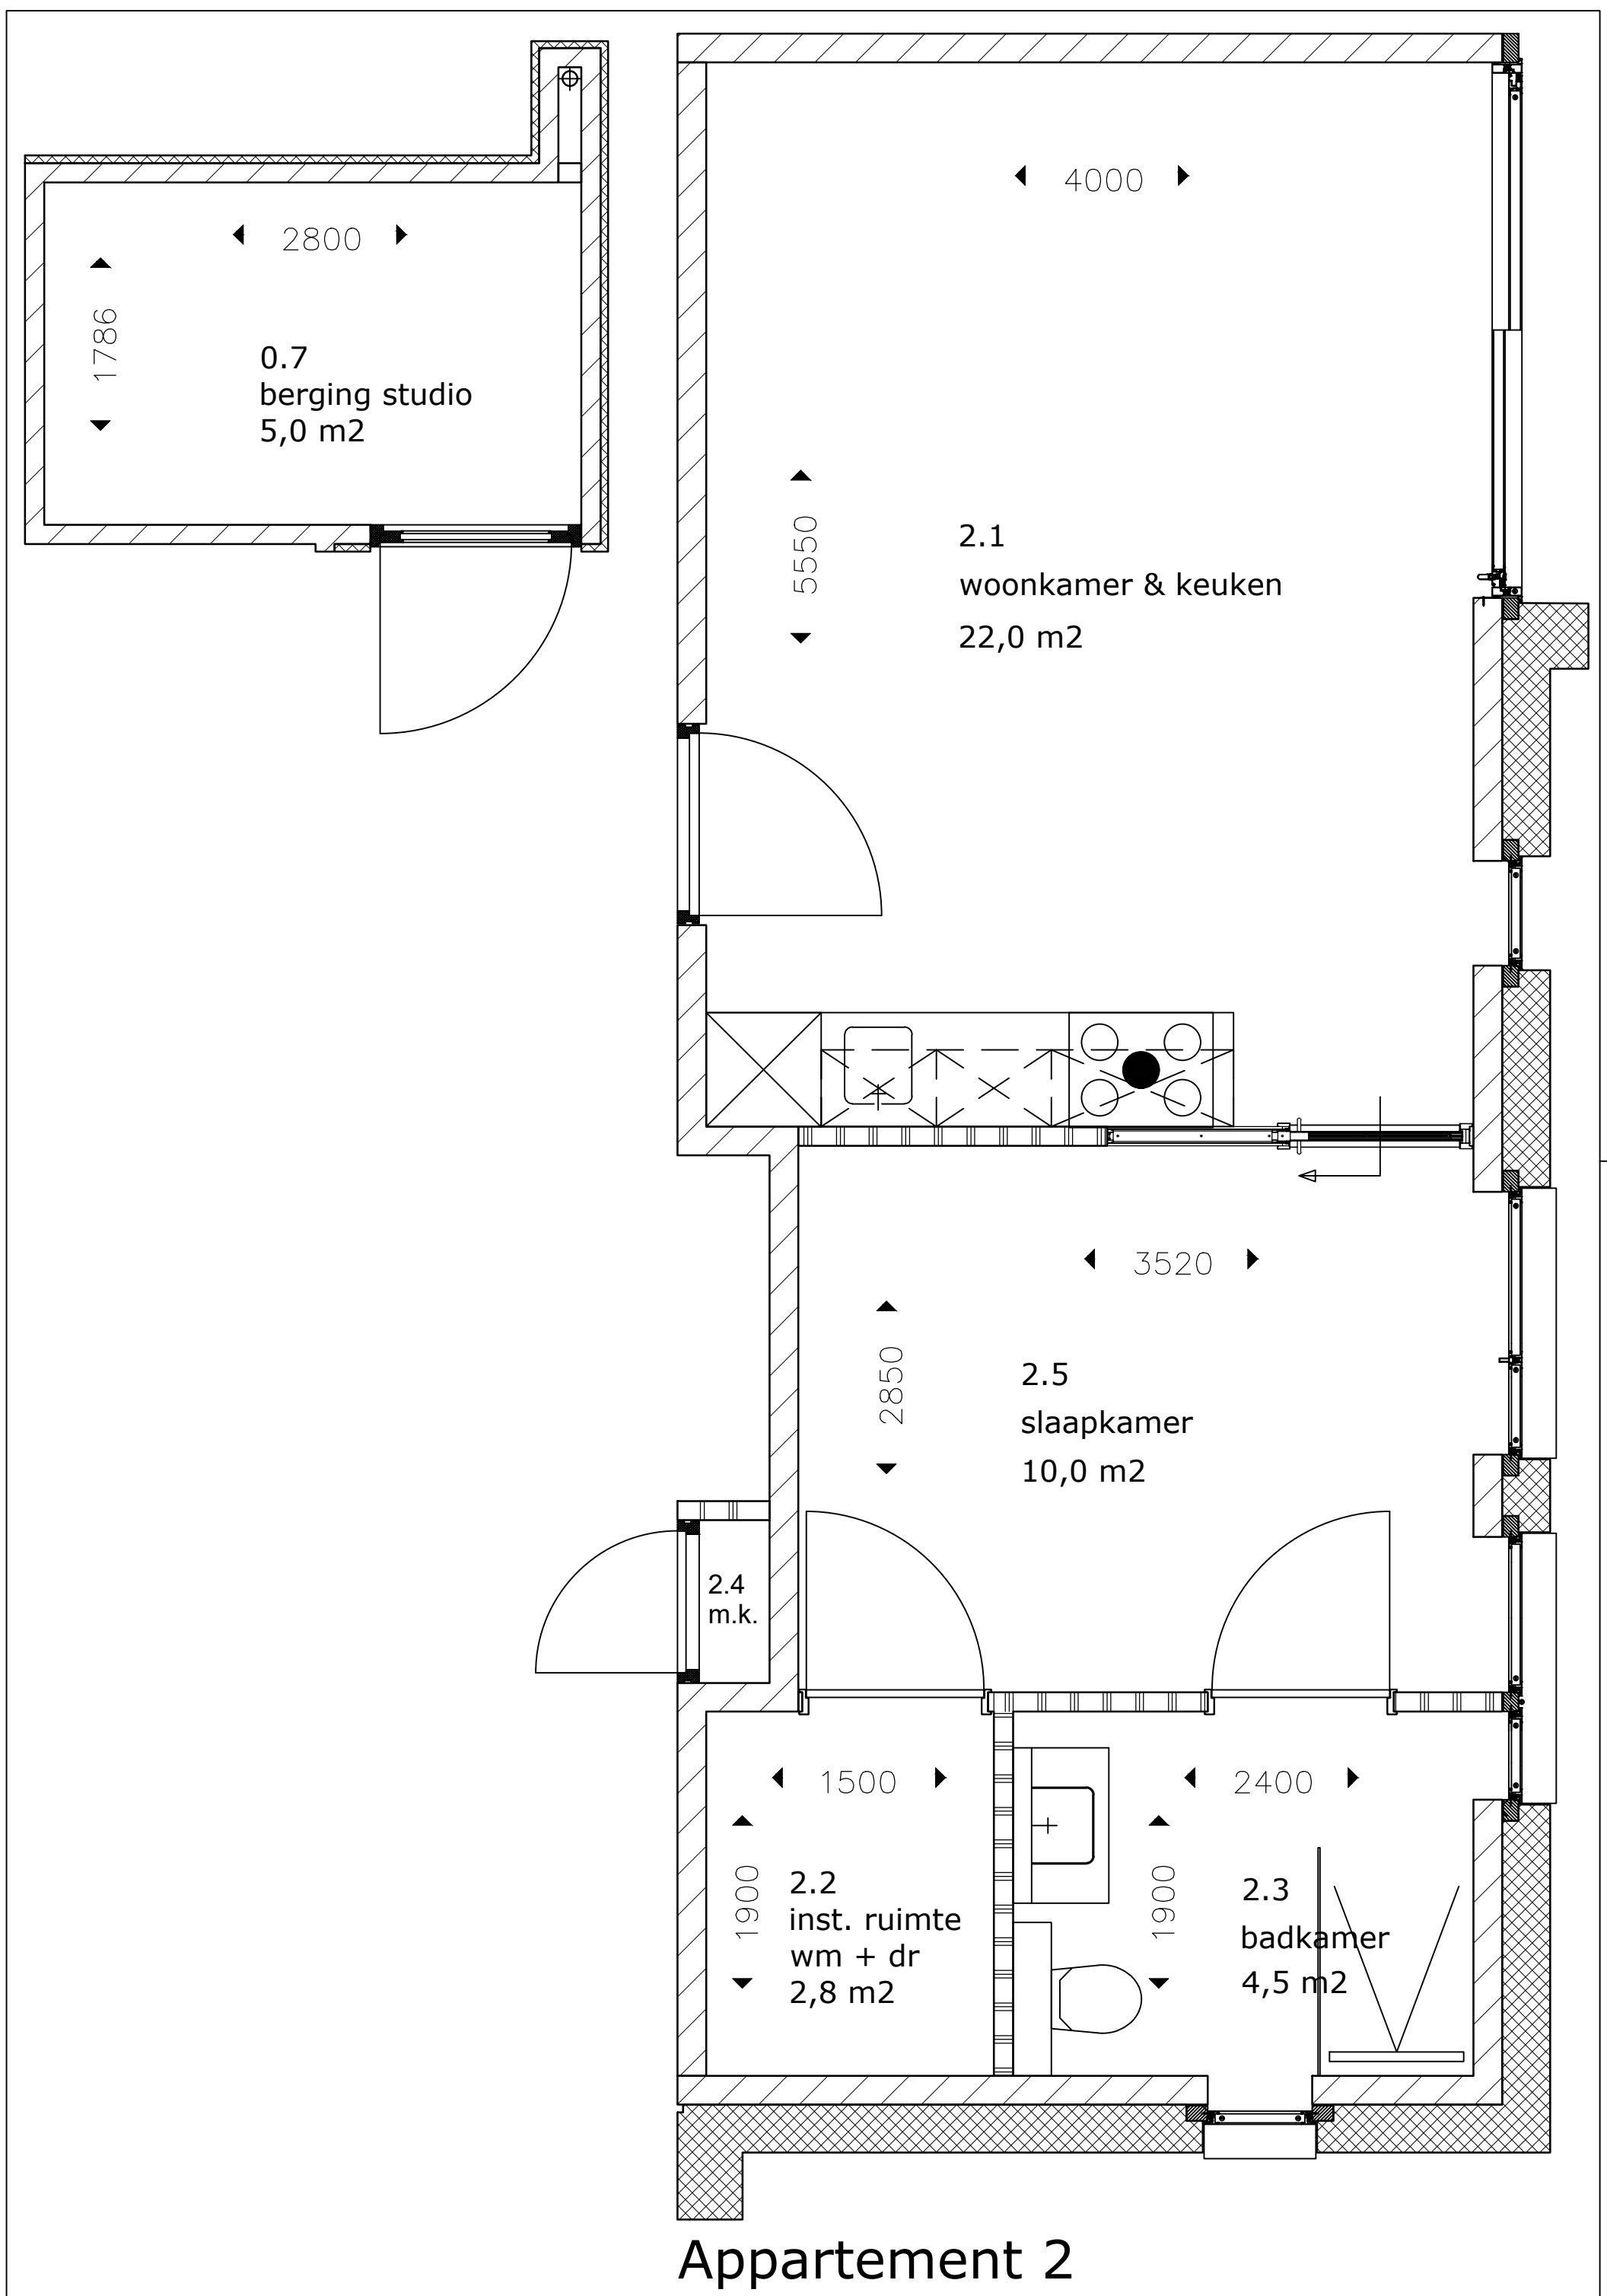 2800
1786
0.7
berging studio
5,0 m2
4000
5550
2.1
woonkamer & keuken
22,0 m2
3520
2850
2.5
slaapkamer
10,0 m2
2.4
m.k.
1500
1900
2.2
inst. ruimte
wm + dr
2,8 m2
2400
1900
2.3
badkamer
4,5 m2
Appartement 2